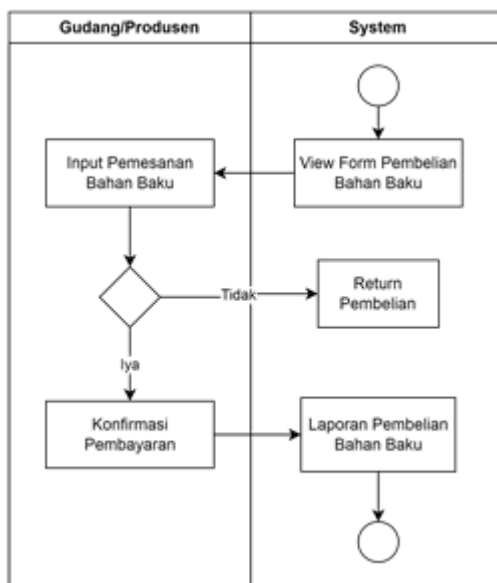 Gudang/Produsen
System
Input Pemesanan
Bahan Baku
View Form Pembelian
Bahan Baku
Tidak
Return
Pembelian
Iya
Konfirmasi
Pembayaran
Laporan Pembelian
Bahan Baku